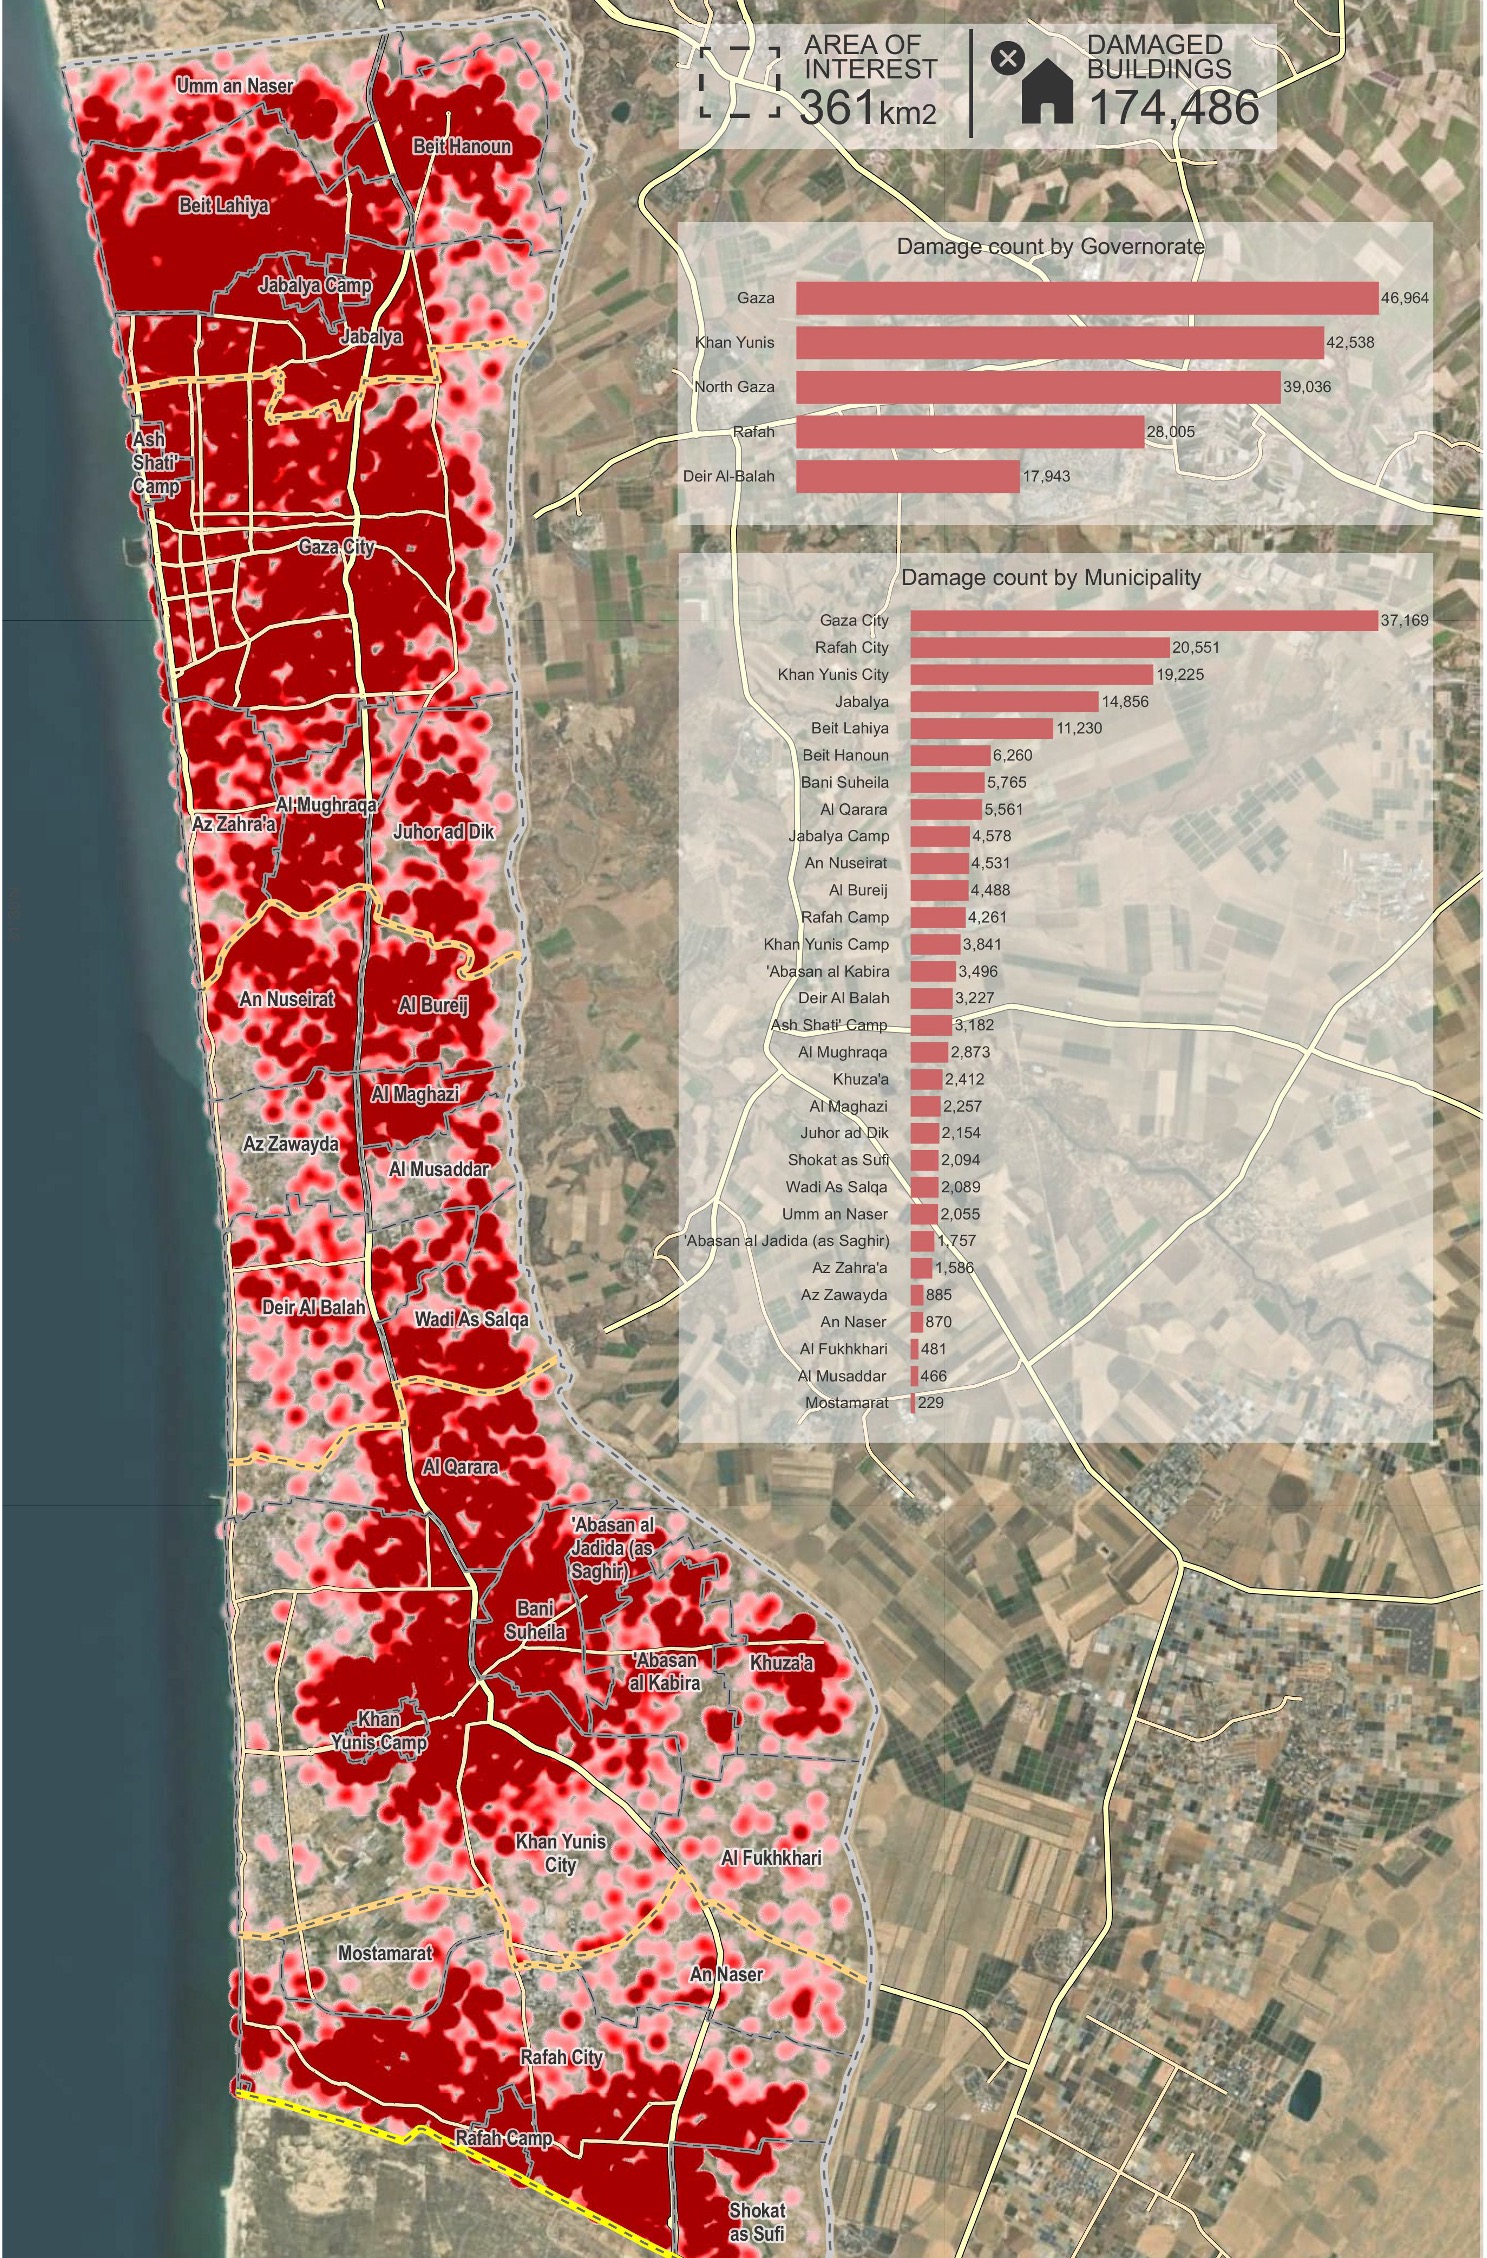 AREA OF
INTEREST
361km2
DAMAGED
BUILDINGS
174,486
Damage count by Governorate
Gaza 46,964
Khan Yunis 42,538
North Gaza 39,036
Rafah 28,005
Deir Al-Balah 17,943
Damage count by Municipality
Gaza City 37,169
Rafah City 20,551
Khan Yunis City 19,225
Jabalya 14,856
Beit Lahiya 11,230
Beit Hanoun 6,260
Bani Suheila 5,765
Al Qarara 5,561
Jabalya Camp 4,578
An Nuseirat 4,531
Al Bureij 4,488
Rafah Camp 4,261
Khan Yunis Camp 3,841
'Abasan al Kabira 3,496
Deir Al Balah 3,227
Ash Shati' Camp 3,182
Al Mughraqa 2,873
Khuza'a 2,412
Al Maghazi 2,257
Juhor ad Dik 2,154
Shokat as Sufi 2,094
Wadi As Salqa 2,089
Umm an Naser 2,055
'Abasan al Jadida (as Saghir) 1,757
Az Zahra'a 1,586
Az Zawayda 885
An Naser 870
Al Fukhkhari 481
Al Musaddar 466
Mostamarat 229
Umm an Naser
Beit Hanoun
Beit Lahiya
Jabalya Camp
Jabalya
Ash
Shati'
Camp
Gaza City
Al Mughraqa
Az Zahra'a
Juhor ad Dik
An Nuseirat
Al Bureij
Al Maghazi
Az Zawayda
Al Musaddar
Deir Al Balah
Wadi As Salqa
Al Qarara
'Abasan al
Jadida (as
Saghir)
Bani
Suheila
'Abasan
al Kabira
Khuza'a
Khan
Yunis Camp
Khan Yunis
City
Al Fukhkhari
Mostamarat
An Naser
Rafah City
Rafah Camp
Shokat
as Sufi